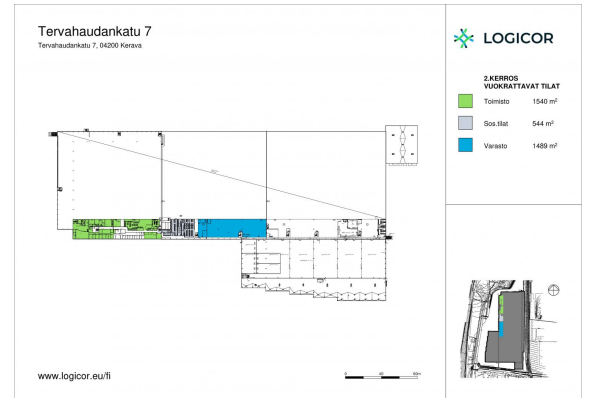 Tervahaudankatu 7
Tervahaudankatu 7, 04200 Kerava
LOGICOR
2.KERROS
VUOKRATTAVAT TILAT
Toimisto 1540 m²
Sos.tilat 544 m²
Varasto 1489 m²
www.logicor.eu/fi
0